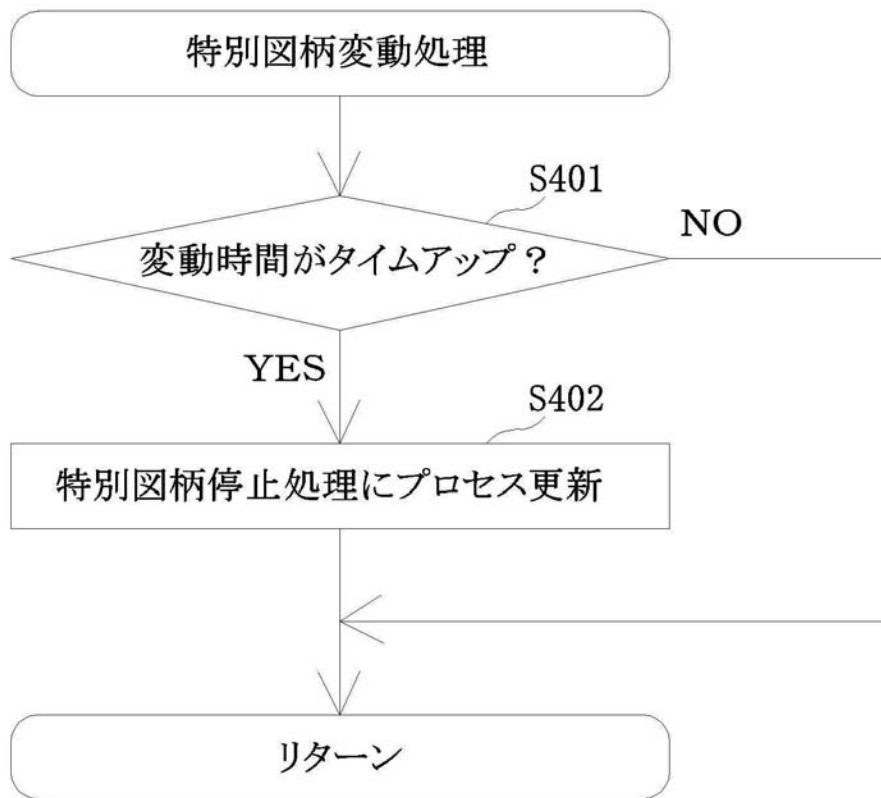 特別図柄変動処理
S401
変動時間がタイムアップ？
NO
YES
S402
特別図柄停止処理にプロセス更新
リターン